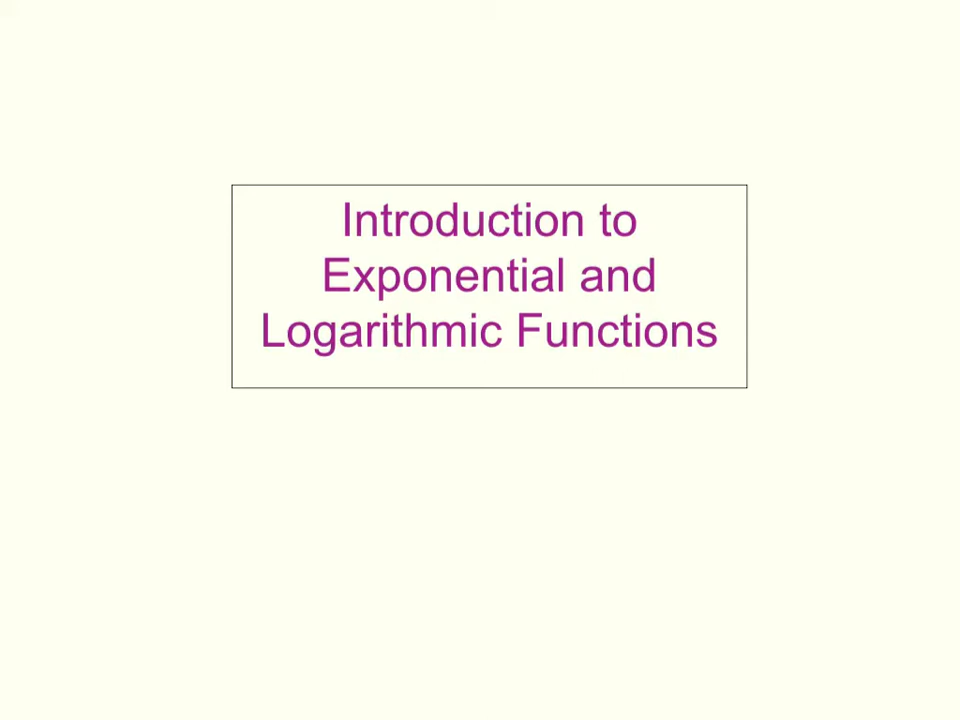 Introduction to
Exponential and
Logarithmic Functions